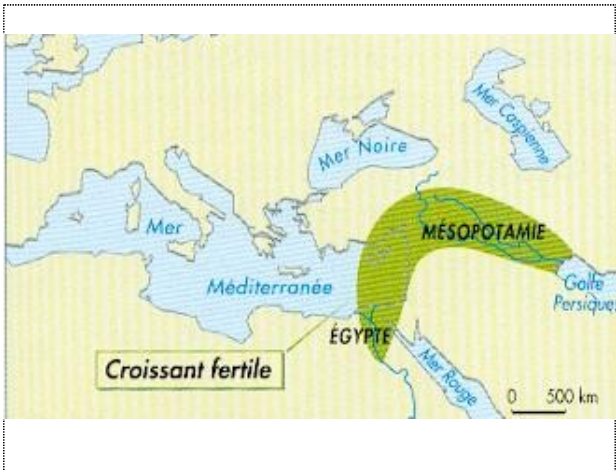 Mer Noire
Mer Caspienne
Mer
Méditerranée
MÉSOPOTAMIE
Golfe
Persique
ÉGYPTE
Croissant fertile
Mer Rouge
0 500 km